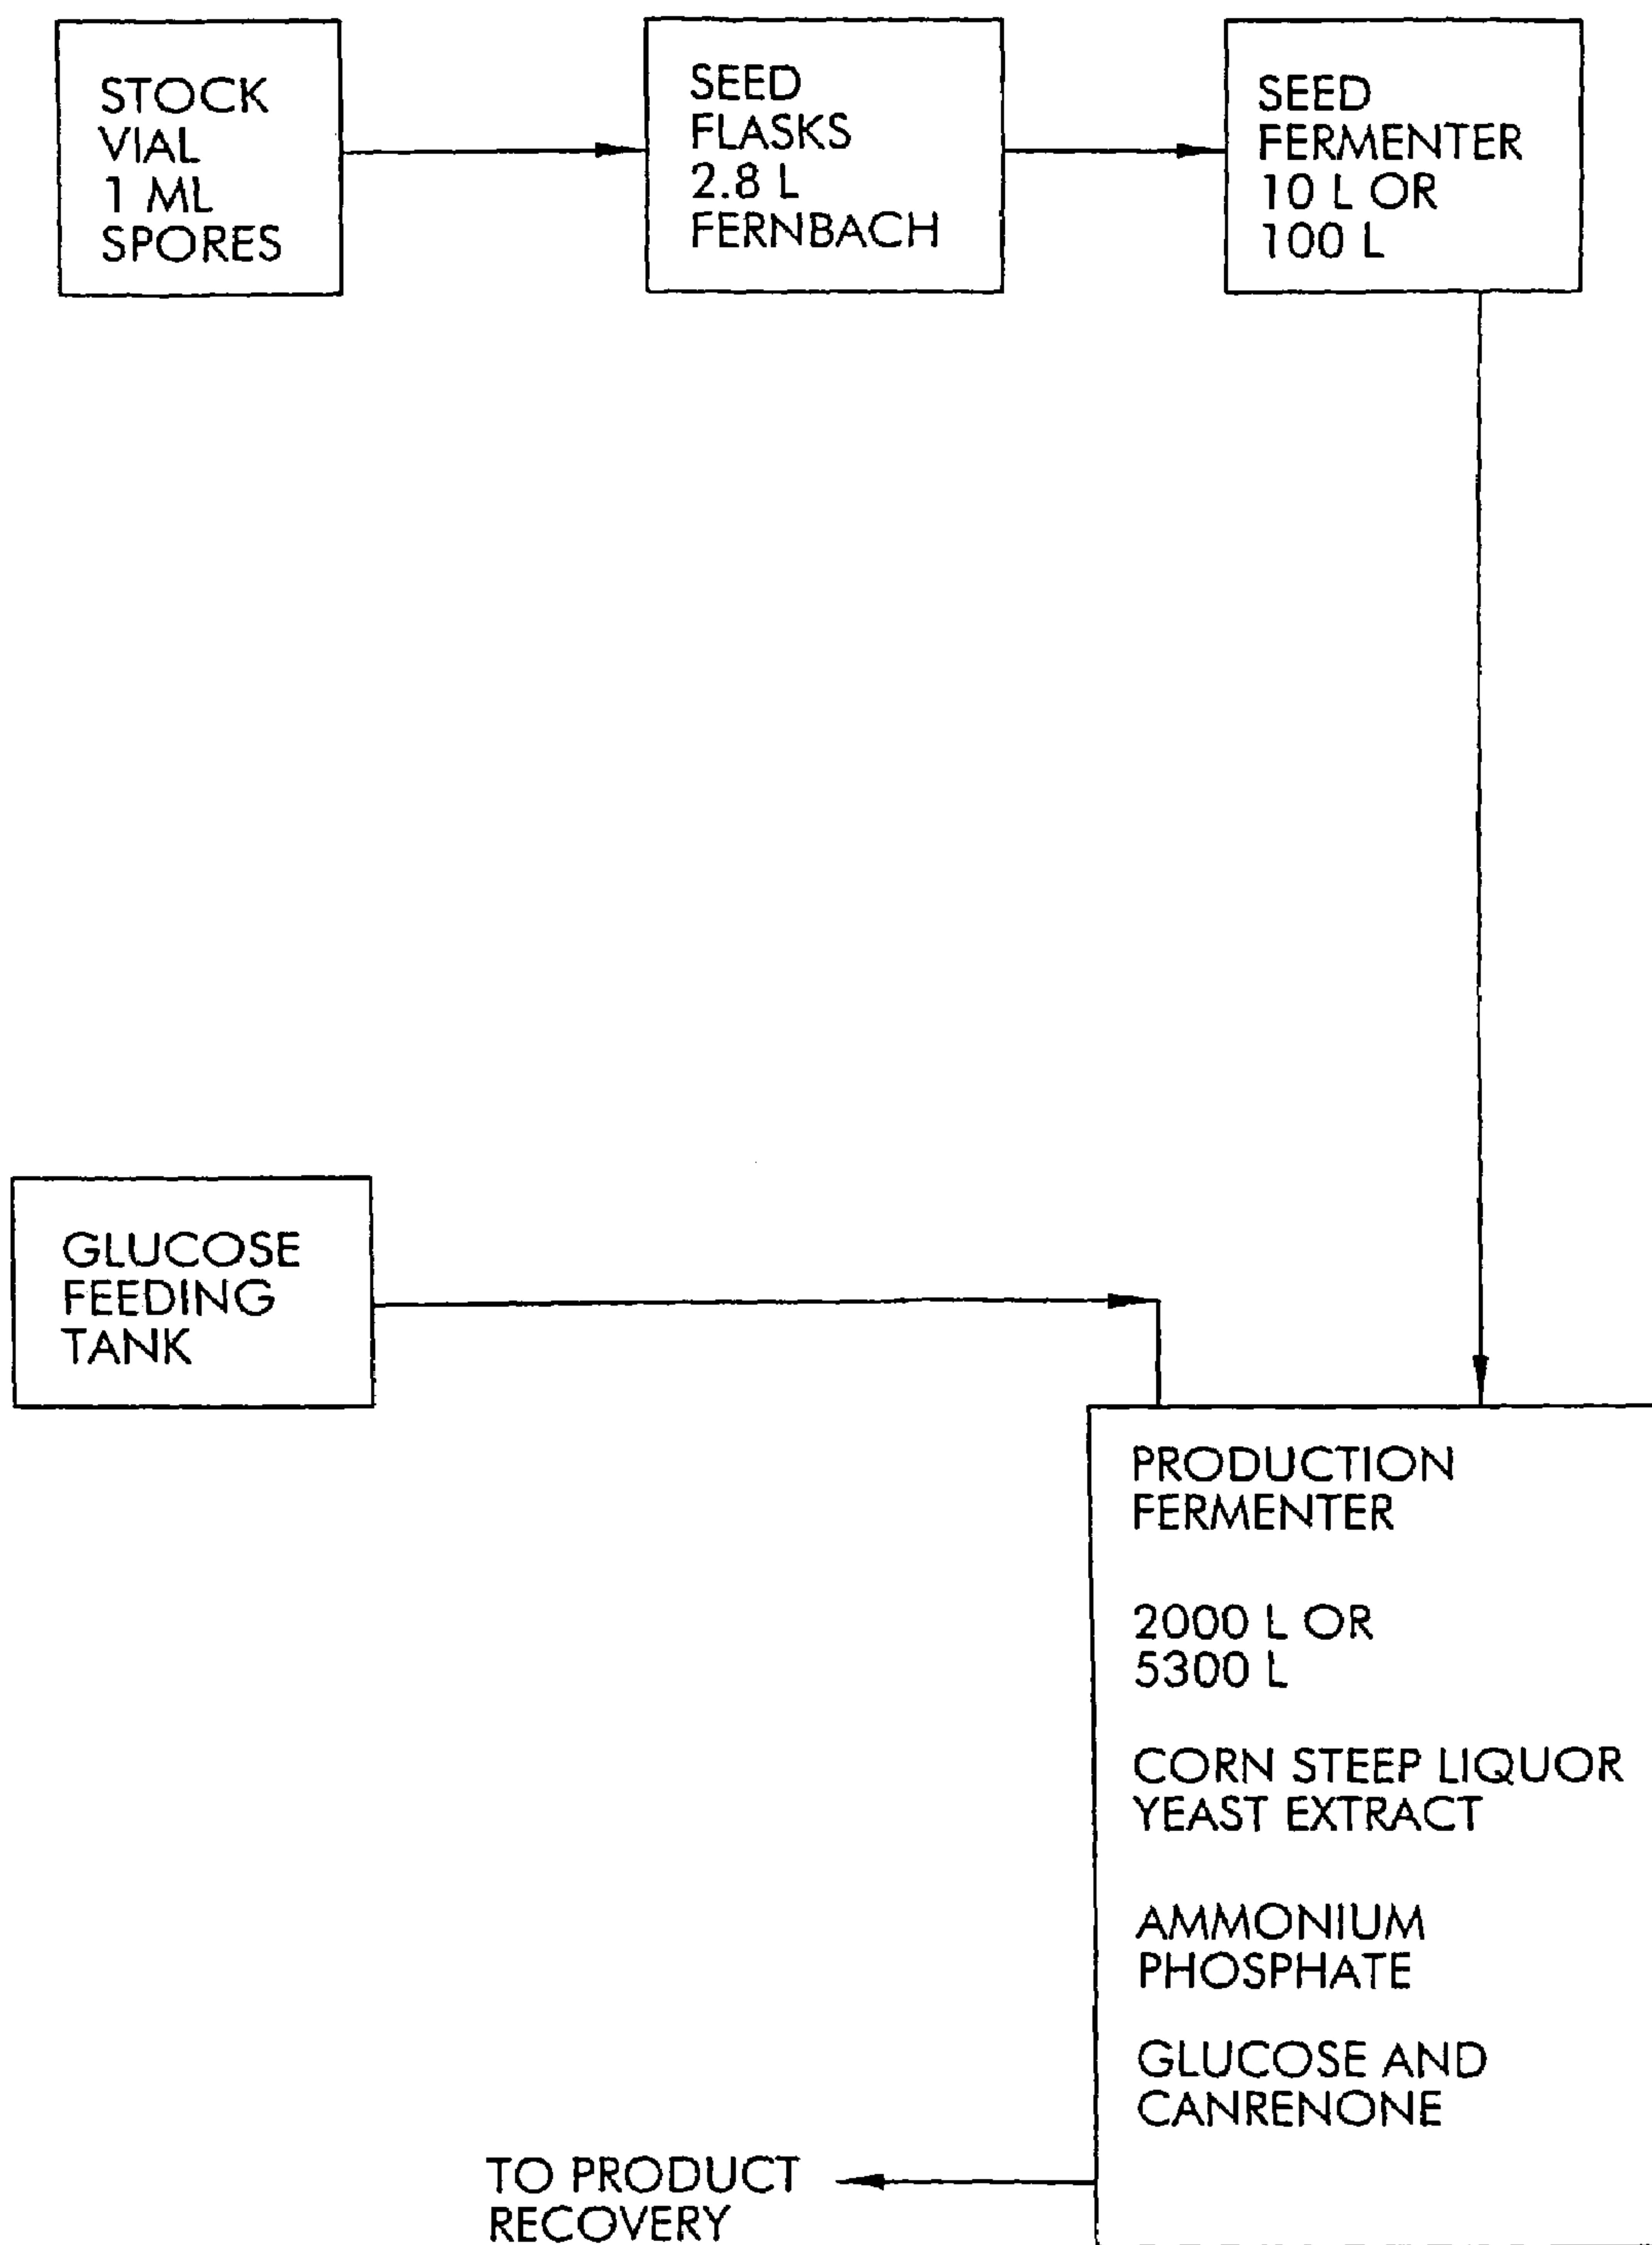 STOCK
VIAL
1 ML
SPORES
SEED
FLASKS
2.8 L
FERNBACH
SEED
FERMENTER
10 L OR
100 L
GLUCOSE
FEEDING
TANK
PRODUCTION
FERMENTER
2000 L OR
5300 L
CORN STEEP LIQUOR
YEAST EXTRACT
AMMONIUM
PHOSPHATE
GLUCOSE AND
CANRENONE
TO PRODUCT
RECOVERY